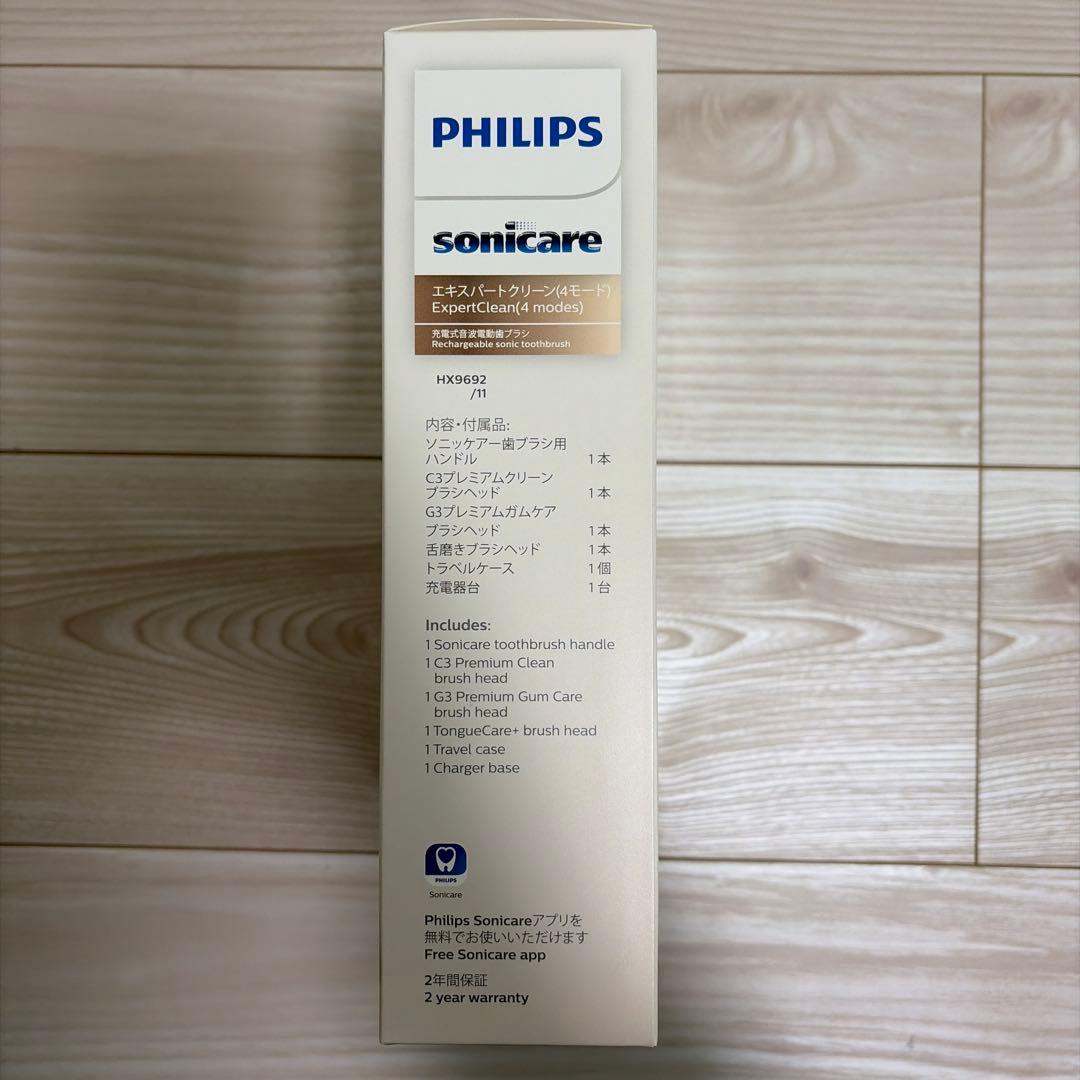 PHILIPS
sonicare
エキスパートクリーン(4モード)
ExpertClean(4 modes)
充電式音波電動歯ブラシ
Rechargeable sonic toothbrush
HX9692
/11
内容・付属品:
ソニッケアー歯ブラシ用
ハンドル 1本
C3プレミアムクリーン
ブラシヘッド 1本
G3プレミアムガムケア
ブラシヘッド 1本
舌磨きブラシヘッド 1本
トラベルケース 1個
充電器台 1台
Includes:
1 Sonicare toothbrush handle
1 C3 Premium Clean
brush head
1 G3 Premium Gum Care
brush head
1 TongueCare+ brush head
1 Travel case
1 Charger base
PHILIPS
Sonicare
Philips Sonicareアプリを
無料でお使いいただけます
Free Sonicare app
2年間保証
2 year warranty